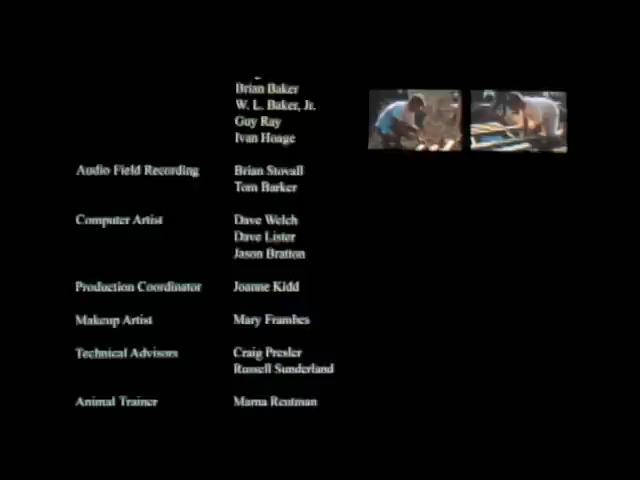 Brian Baker
W. L. Baker, Jr.
Guy Ray
Ivan Hoage
Audio Field Recording Brian Stovall
Tom Barker
Computer Artist Dave Welch
Dave Lister
Jason Bratton
Production Coordinator Joanne Kidd
Makeup Artist Mary Frambes
Technical Advisors Craig Presler
Russell Sunderland
Animal Trainer Marna Reutman